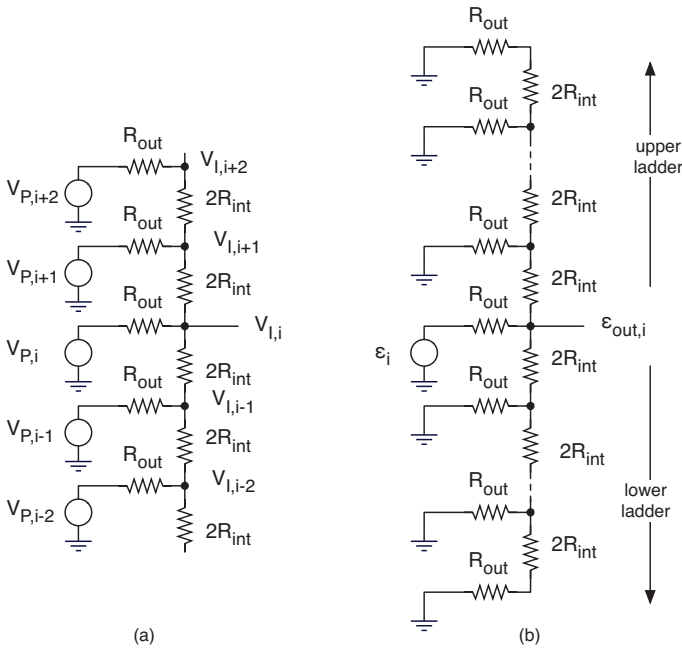 R_out
V_I,i+2
V_P,i+2
2R_int
R_out
V_I,i+1
V_P,i+1
2R_int
R_out
V_I,i
V_P,i
2R_int
R_out
V_I,i-1
V_P,i-1
2R_int
R_out
V_I,i-2
V_P,i-2
2R_int
(a)
R_out
2R_int
R_out
upper
ladder
R_out
2R_int
R_out
2R_int
ε_i
ε_out,i
R_out
2R_int
2R_int
R_out
lower
ladder
R_out
2R_int
(b)